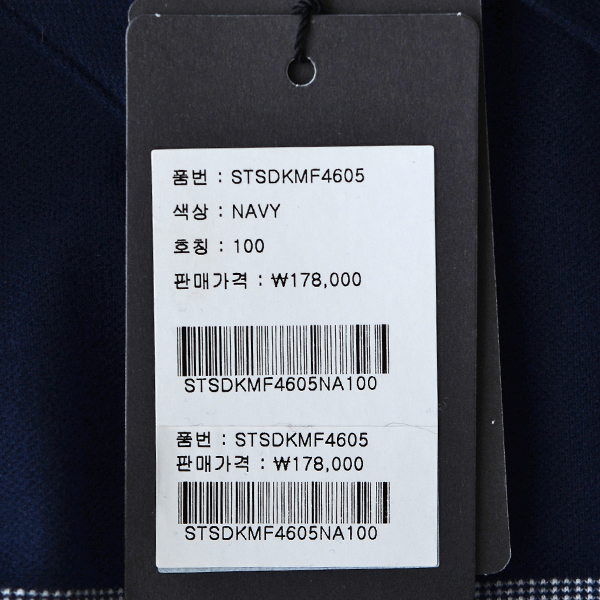 품번 : STSDKMF4605
색상 : NAVY
호칭 : 100
판매가격 : ₩178,000
STSDKMF4605NA100
품번 : STSDKMF4605
판매가격 : ₩178,000
STSDKMF4605NA100